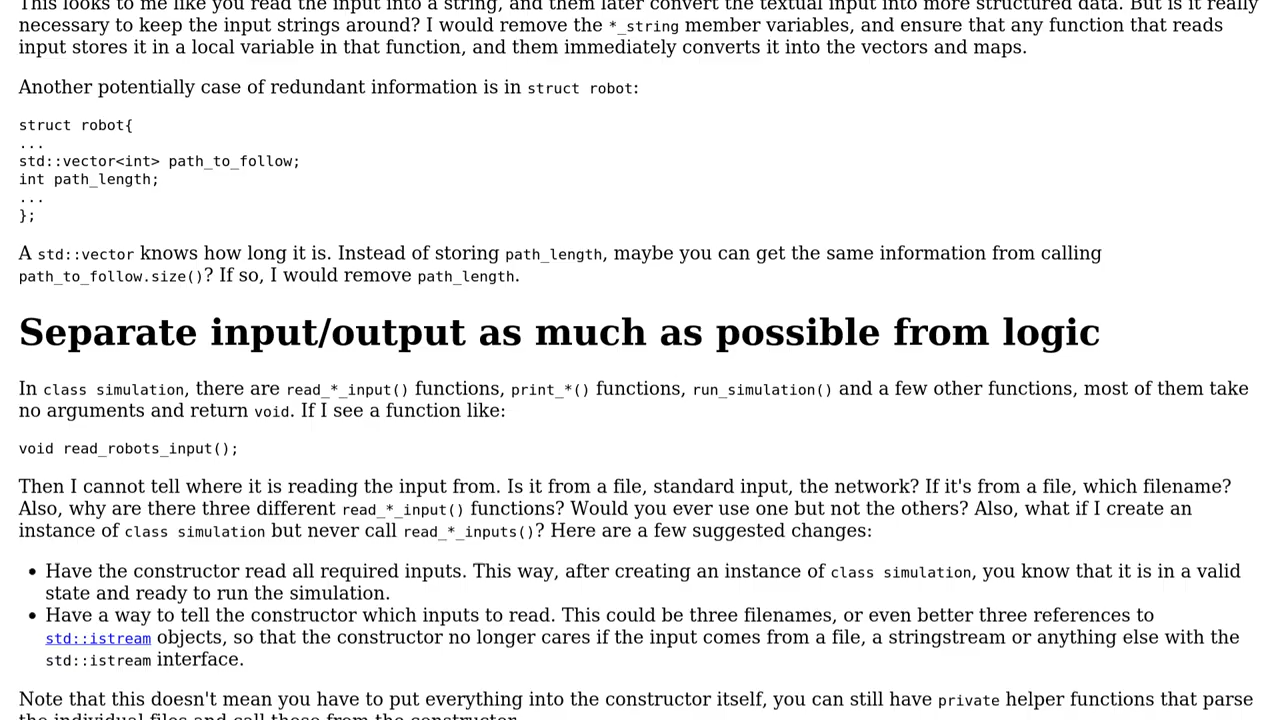 This looks to me like you read the input into a string, and them later convert the textual input into more structured data. But is it really
necessary to keep the input strings around? I would remove the *_string member variables, and ensure that any function that reads
input stores it in a local variable in that function, and them immediately converts it into the vectors and maps.
Another potentially case of redundant information is in struct robot:
struct robot{
...
std::vector<int> path_to_follow;
int path_length;
...
};
A std::vector knows how long it is. Instead of storing path_length, maybe you can get the same information from calling
path_to_follow.size()? If so, I would remove path_length.
Separate input/output as much as possible from logic
In class simulation, there are read_*_input() functions, print_*() functions, run_simulation() and a few other functions, most of them take
no arguments and return void. If I see a function like:
void read_robots_input();
Then I cannot tell where it is reading the input from. Is it from a file, standard input, the network? If it's from a file, which filename?
Also, why are there three different read_*_input() functions? Would you ever use one but not the others? Also, what if I create an
instance of class simulation but never call read_*_inputs()? Here are a few suggested changes:
• Have the constructor read all required inputs. This way, after creating an instance of class simulation, you know that it is in a valid
state and ready to run the simulation.
• Have a way to tell the constructor which inputs to read. This could be three filenames, or even better three references to
std::istream objects, so that the constructor no longer cares if the input comes from a file, a stringstream or anything else with the
std::istream interface.
Note that this doesn't mean you have to put everything into the constructor itself, you can still have private helper functions that parse
the individual files and call those from the constructor.